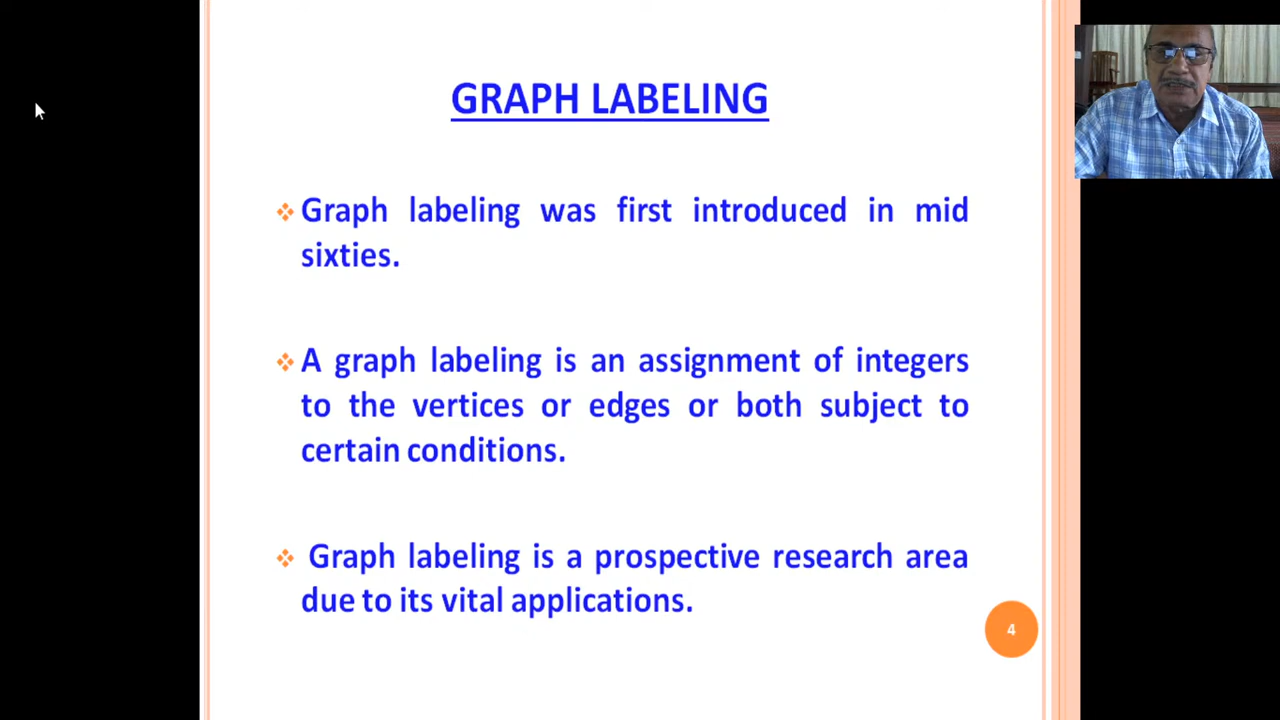 GRAPH LABELING
Graph labeling was first introduced in mid
sixties.
A graph labeling is an assignment of integers
to the vertices or edges or both subject to
certain conditions.
Graph labeling is a prospective research area
due to its vital applications.
4